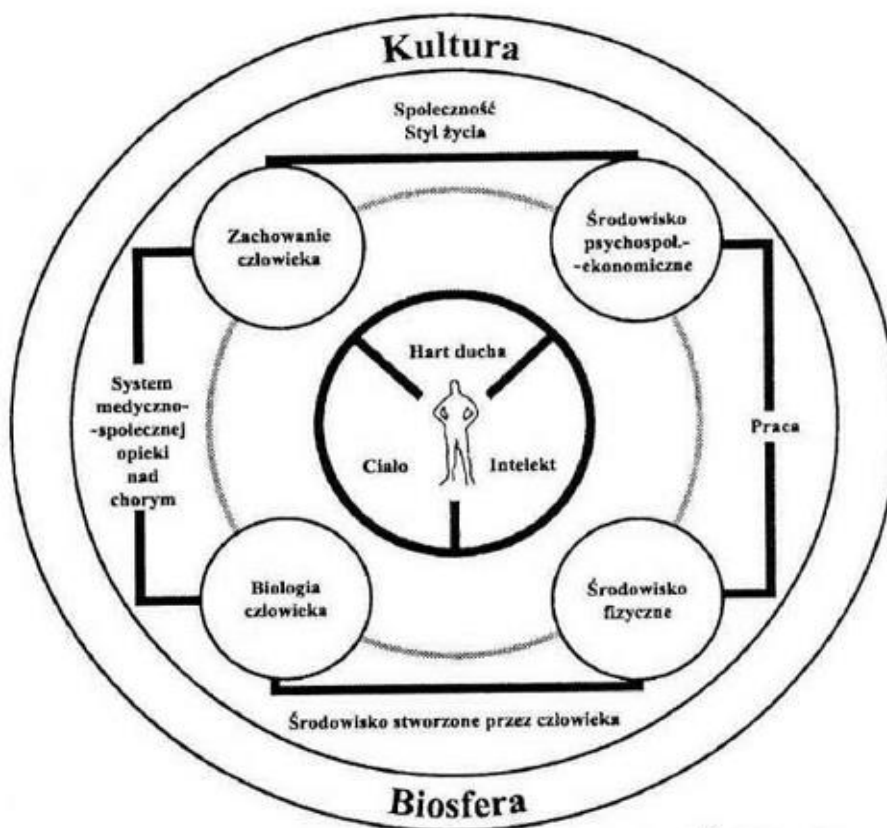 Kultura
Społeczność
Styl życia
Zachowanie
człowieka
Środowisko
psychospoł.-
-ekonomiczne
Hart ducha
System
medyczno-
-społecznej
opieki
nad
chorym
Praca
Ciało
Intelekt
Biologia
człowieka
Środowisko
fizyczne
Środowisko stworzone przez człowieka
Biosfera